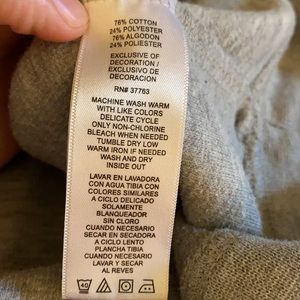 76% COTTON
24% POLYESTER
76% ALGODON
24% POLIESTER
EXCLUSIVE OF
DECORATION /
EXCLUSIVO DE
DECORACION
RN# 37763
MACHINE WASH WARM
WITH LIKE COLORS
DELICATE CYCLE
ONLY NON-CHLORINE
BLEACH WHEN NEEDED
TUMBLE DRY LOW
WARM IRON IF NEEDED
WASH AND DRY
INSIDE OUT
LAVAR EN LAVADORA
CON AGUA TIBIA CON
COLORES SIMILARES
A CICLO DELICADO
SOLAMENTE
BLANQUEADOR
SIN CLORO
CUANDO NECESARIO
SECAR EN SECADORA
A CICLO LENTO
PLANCHA TIBIA
CUANDO NECESARIO
LAVAR Y SECAR
AL REVES
40